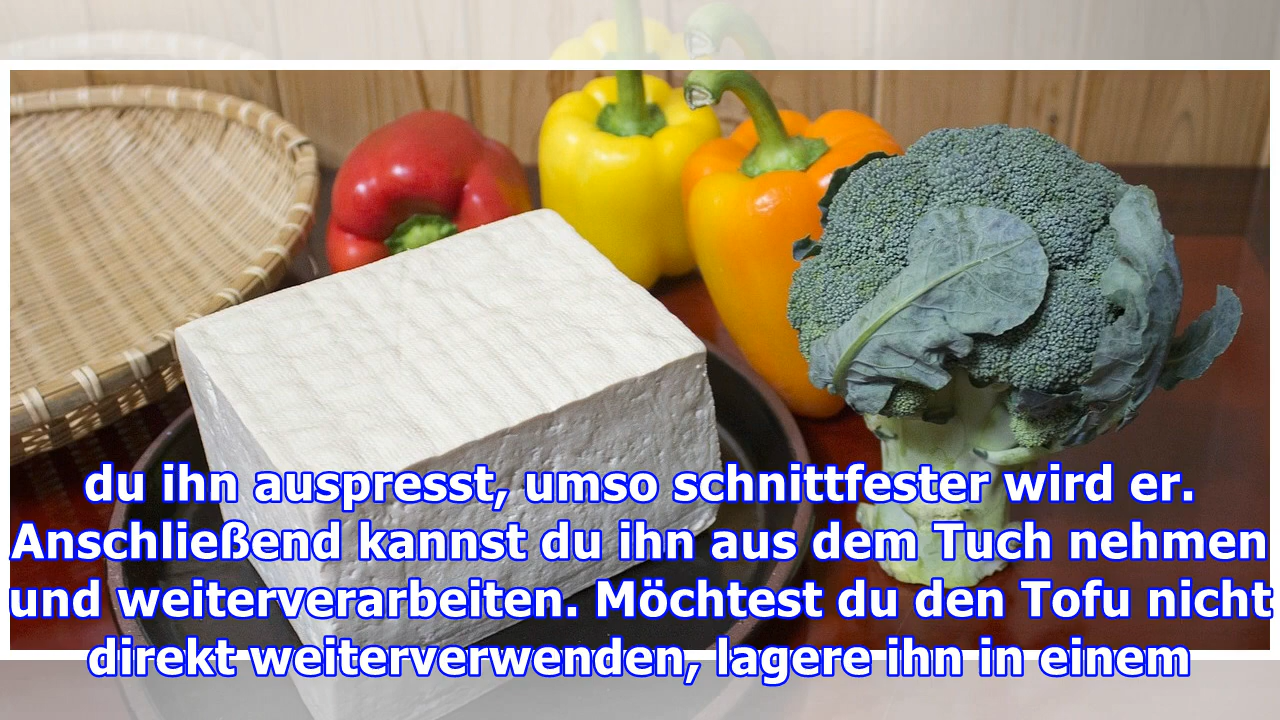 du ihn auspresst, umso schnittfester wird er.
Anschließend kannst du ihn aus dem Tuch nehmen
und weiterverarbeiten. Möchtest du den Tofu nicht
direkt weiterverwenden, lagere ihn in einem